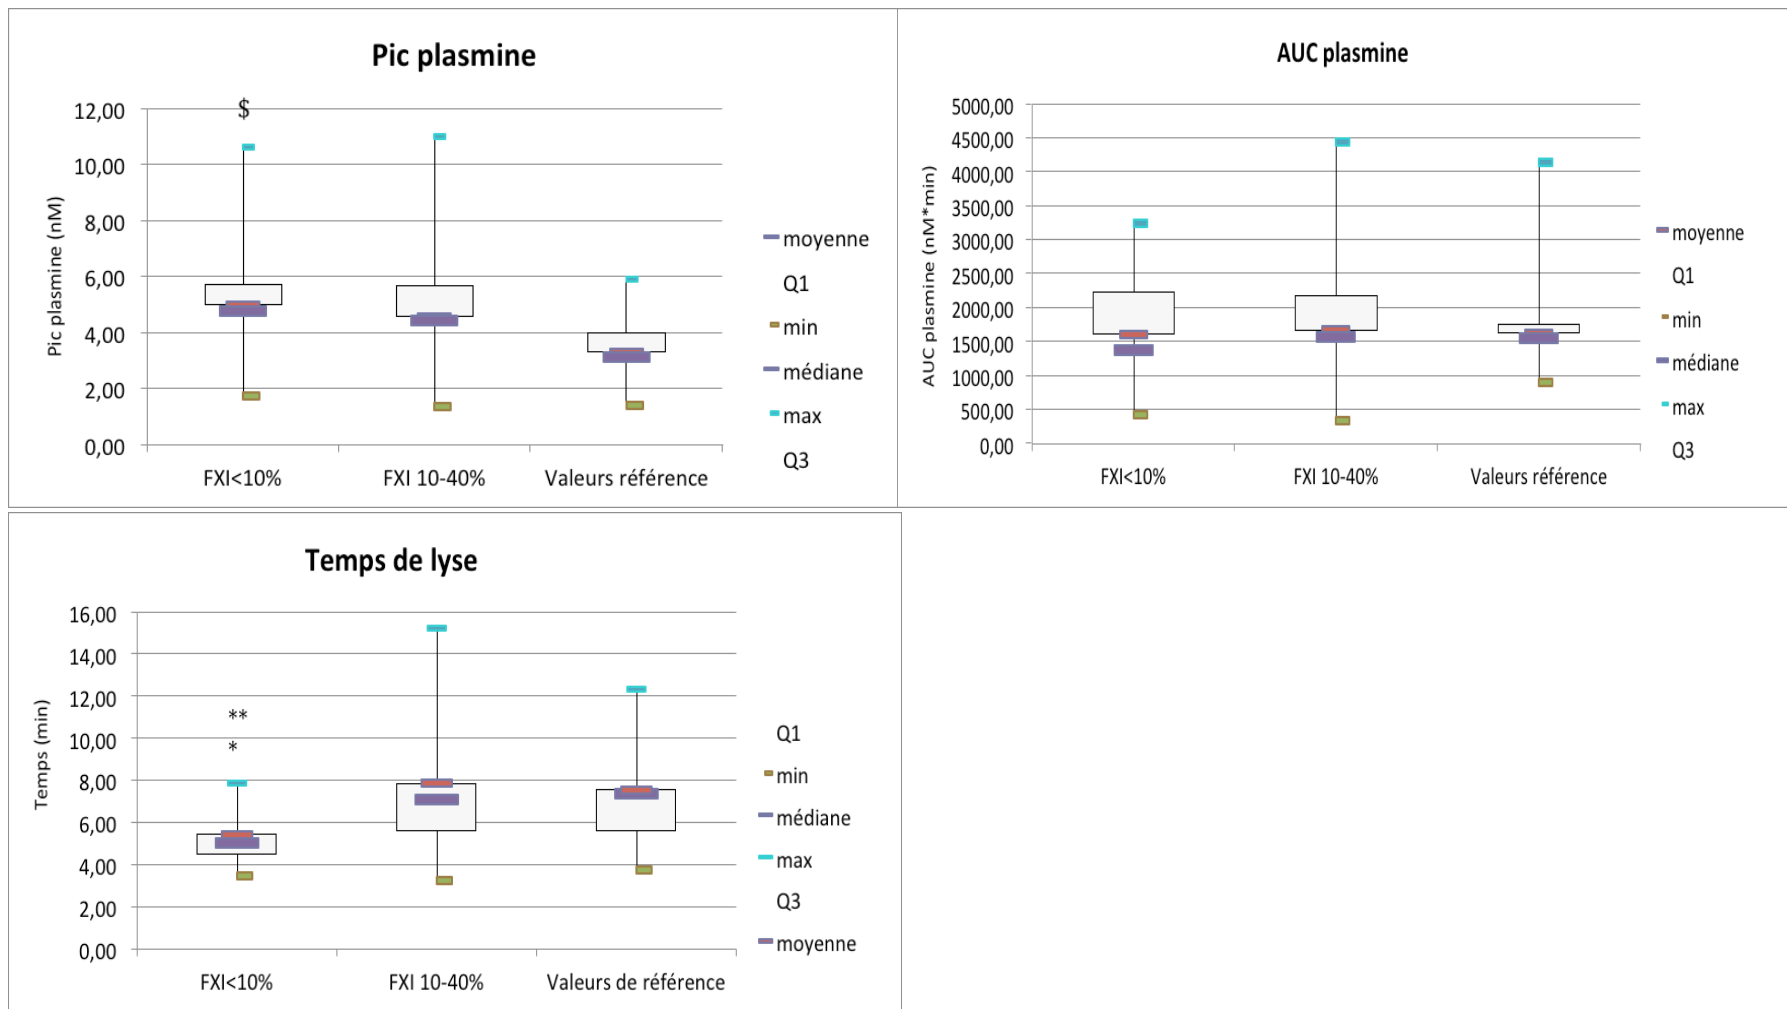 Pic plasmine
$
12,00
10,00
8,00
6,00
4,00
2,00
0,00
Pic plasmine (nM)
FXI<10%
FXI 10-40%
Valeurs référence
moyenne
Q1
min
médiane
max
Q3
AUC plasmine
5000,00
4500,00
4000,00
3500,00
3000,00
2500,00
2000,00
1500,00
1000,00
500,00
0,00
AUC plasmine (nM*min)
FXI<10%
FXI 10-40%
Valeurs référence
moyenne
Q1
min
médiane
max
Q3
Temps de lyse
16,00
14,00
12,00
10,00
8,00
6,00
4,00
2,00
0,00
Temps (min)
**
*
FXI<10%
FXI 10-40%
Valeurs de référence
Q1
min
médiane
max
Q3
moyenne